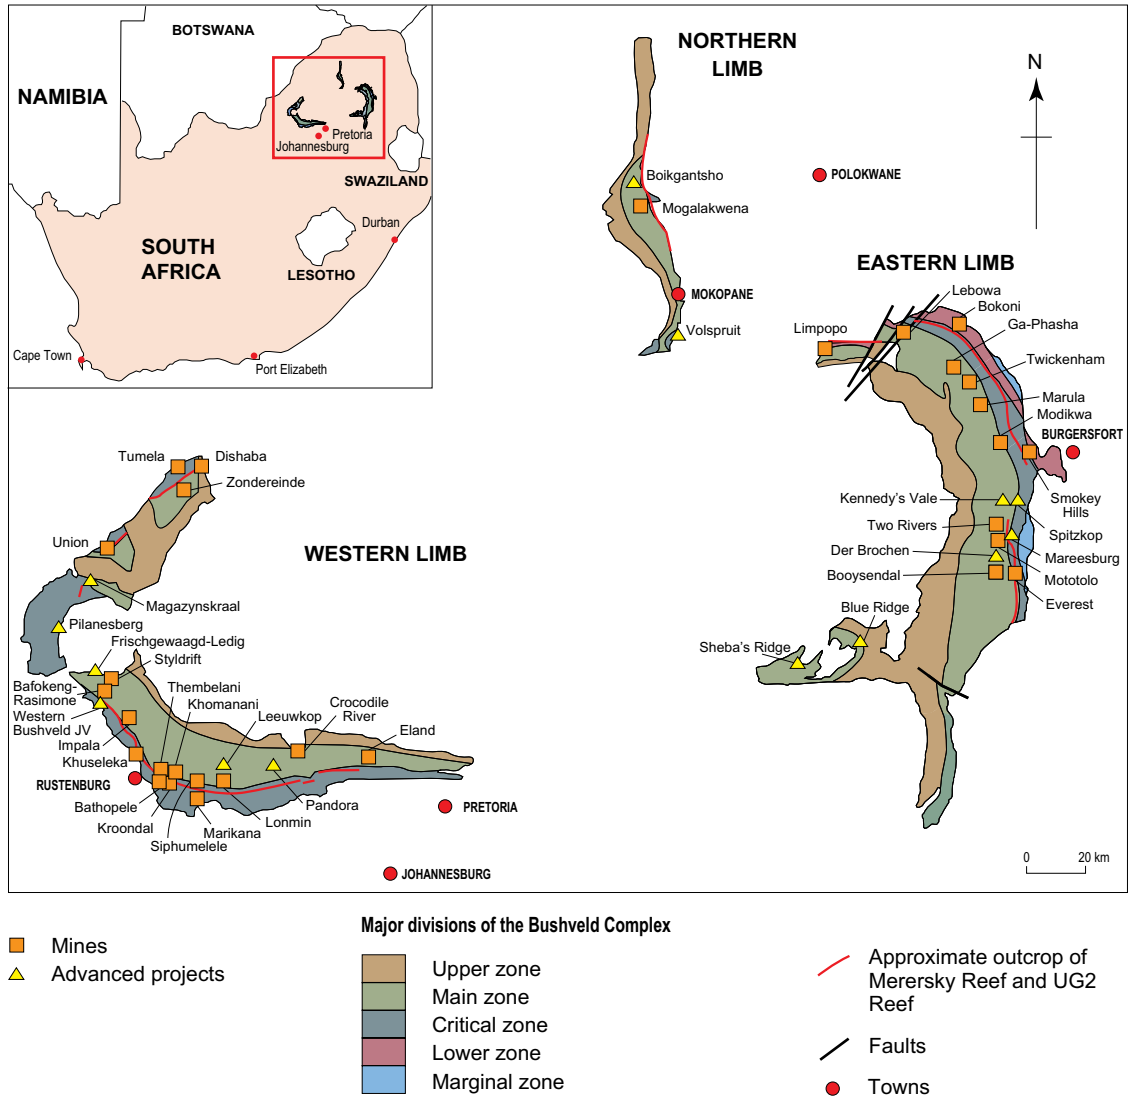 BOTSWANA
NAMIBIA
Pretoria
Johannesburg
SWAZILAND
Durban
SOUTH
AFRICA
LESOTHO
Cape Town
Port Elizabeth
NORTHERN
LIMB
N
Boikgantsho
POLOKWANE
Mogalakwena
MOKOPANE
Volspruit
EASTERN LIMB
Lebowa
Bokoni
Limpopo
Ga-Phasha
Twickenham
Marula
Modikwa
BURGERSFORT
Kennedy's Vale
Smokey
Hills
Two Rivers
Spitzkop
Der Brochen
Mareesburg
Booysendal
Mototolo
Everest
Blue Ridge
Sheba's Ridge
Tumela
Dishaba
Zondereinde
Union
WESTERN LIMB
Magazynskraal
Pilanesberg
Frischgewaagd-Ledig
Styldrift
Bafokeng-
Rasimone
Thembelani
Khomanani
Western
Bushveld JV
Leeuwkop
Crocodile
River
Eland
Impala
Khuseleka
RUSTENBURG
Bathopele
Kroondal
Siphumelele
Marikana
Lonmin
Pandora
PRETORIA
JOHANNESBURG
0 20 km
Mines
Advanced projects
Major divisions of the Bushveld Complex
Upper zone
Main zone
Critical zone
Lower zone
Marginal zone
Approximate outcrop of
Merersky Reef and UG2
Reef
Faults
Towns